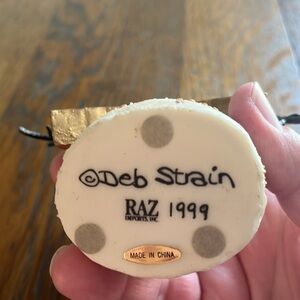 ©Deb Strain
RAZ 1999
IMPORTS, INC.
MADE IN CHINA